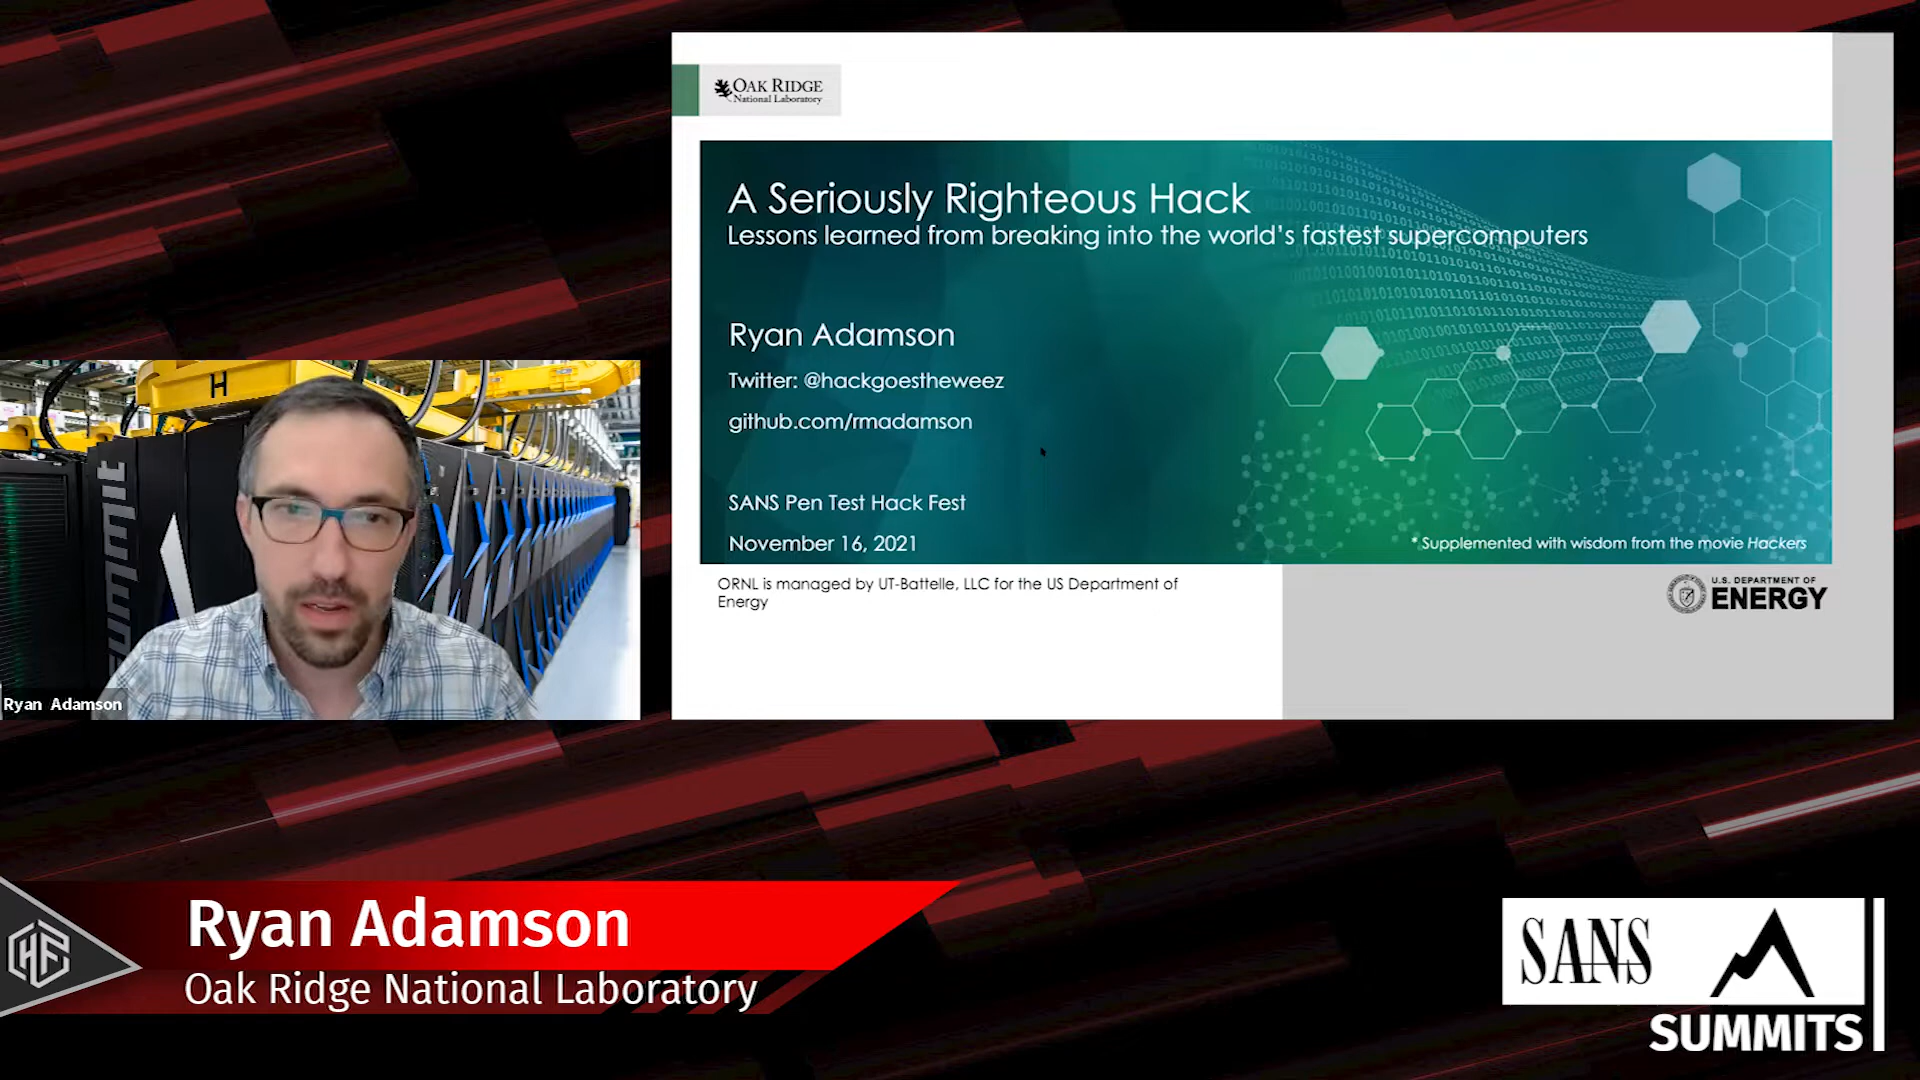 OAK RIDGE
National Laboratory
A Seriously Righteous Hack
Lessons learned from breaking into the world's fastest supercomputers
Ryan Adamson
Twitter: @hackgoestheweez
github.com/rmadamson
SANS Pen Test Hack Fest
November 16, 2021
* Supplemented with wisdom from the movie Hackers
ORNL is managed by UT-Battelle, LLC for the US Department of
Energy
U.S. DEPARTMENT OF
ENERGY
H
summit
Ryan Adamson
HF
Ryan Adamson
Oak Ridge National Laboratory
SANS
SUMMITS